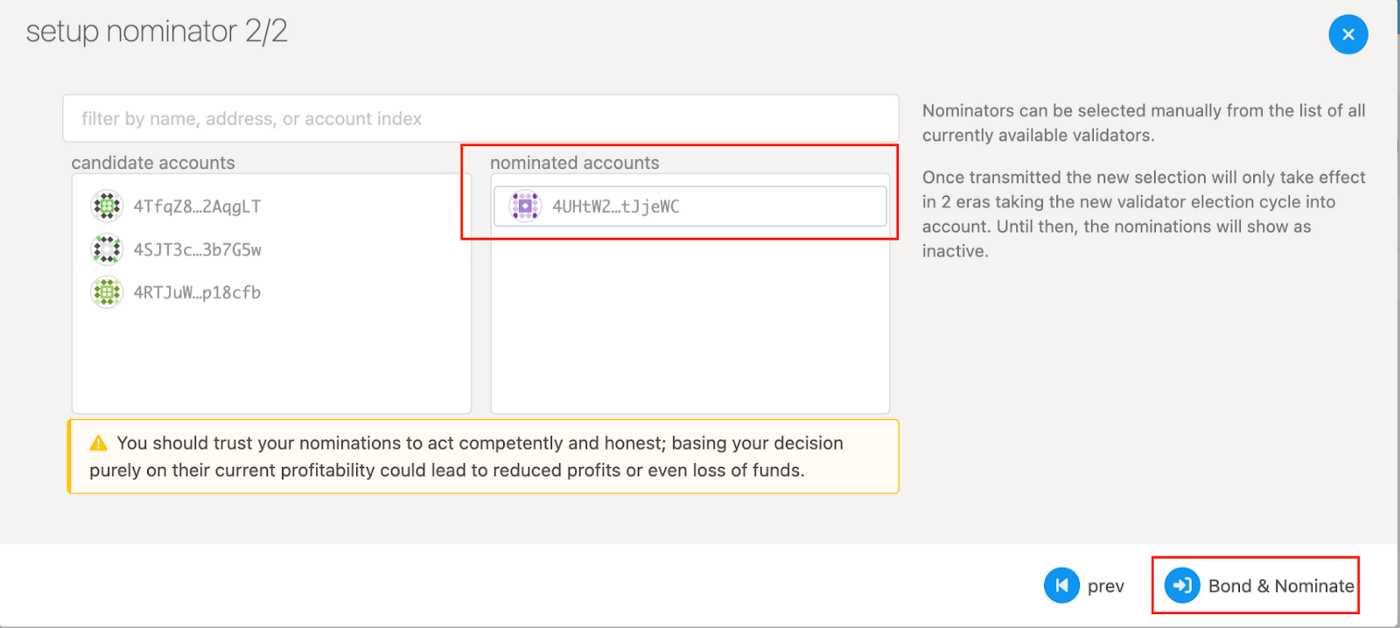 setup nominator 2/2
filter by name, address, or account index
candidate accounts
4TfqZ8…2AqgLT
4SJT3c…3b7G5w
4RTJuW…p18cfb
nominated accounts
4UHtW2…tJjeWC
Nominators can be selected manually from the list of all
currently available validators.
Once transmitted the new selection will only take effect
in 2 eras taking the new validator election cycle into
account. Until then, the nominations will show as
inactive.
You should trust your nominations to act competently and honest; basing your decision
purely on their current profitability could lead to reduced profits or even loss of funds.
prev
Bond & Nominate